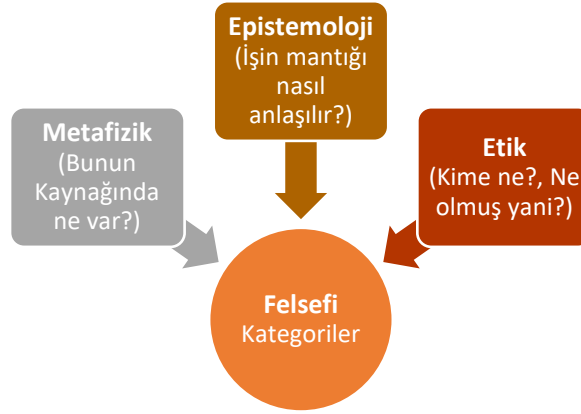 Epistemoloji
(İşin mantığı
nasıl
anlaşılır?)
Metafizik
(Bunun
Kaynağında
ne var?)
Etik
(Kime ne?, Ne
olmuş yani?)
Felsefi
Kategoriler